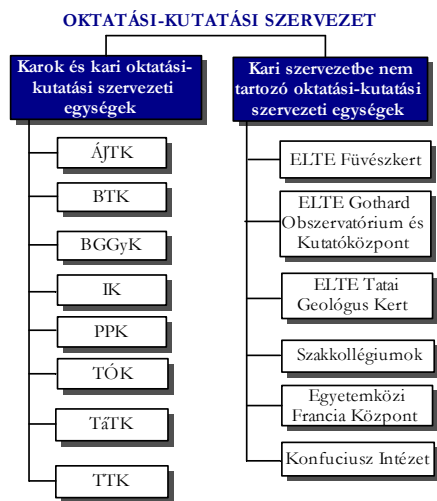 OKTATÁSI-KUTATÁSI SZERVEZET
Karok és kari oktatási-
kutatási szervezeti
egységek
ÁJTK
BTK
BGGyK
IK
PPK
TÓK
TáTK
TTK
Kari szervezetbe nem
tartozó oktatási-kutatási
szervezeti egységek
ELTE Füvészkert
ELTE Gothard
Obszervatórium és
Kutatóközpont
ELTE Tatai
Geológus Kert
Szakkollégiumok
Egyetemközi
Francia Központ
Konfuciusz Intézet